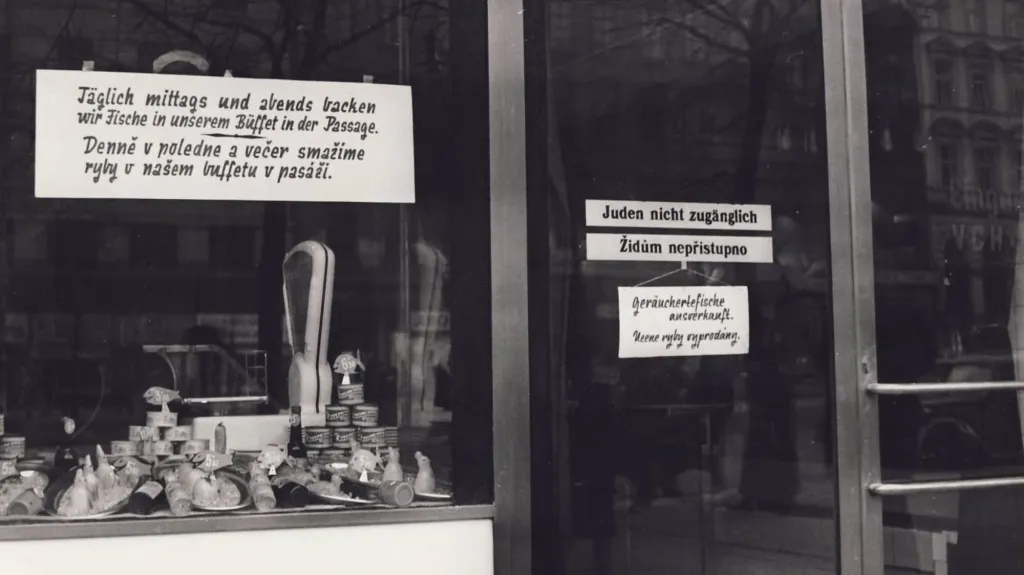 Täglich mittags und abends backen
wir Fische in unserem Büffet in der Passage.
Denně v poledne a večer smažíme
ryby v našem buffetu v pasáži.
Juden nicht zugänglich
Židům nepřístupno
Geräuchertefische
ausverkauft.
Uzené ryby vyprodány.